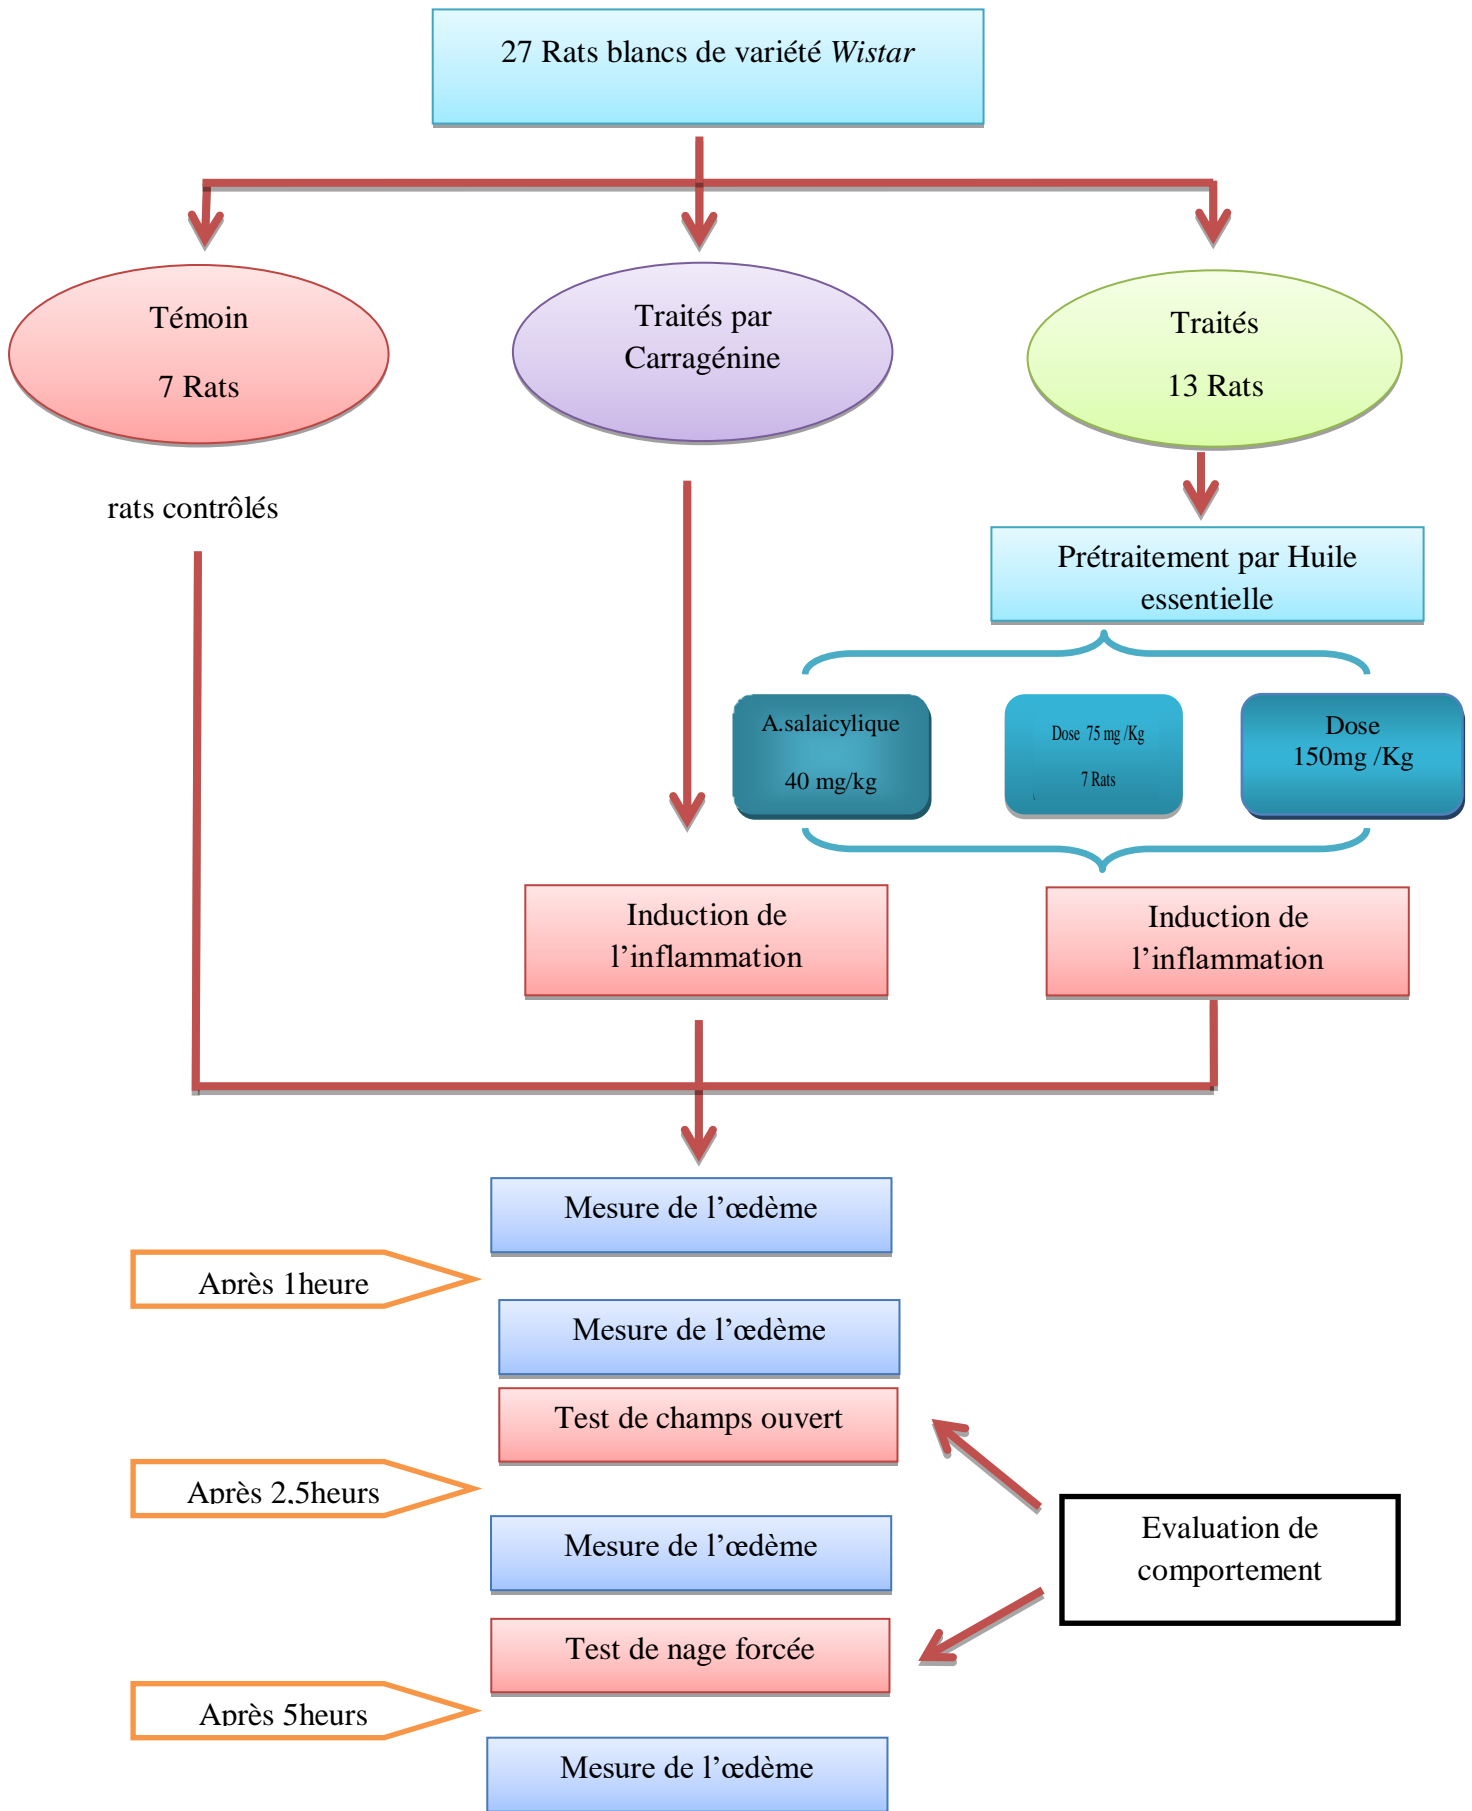 27 Rats blancs de variété Wistar
Témoin
7 Rats
Traités par
Carragénine
Traités
13 Rats
rats contrôlés
Prétraitement par Huile
essentielle
A.salaicylique
40 mg/kg
Dose 75 mg /Kg
7 Rats
Dose
150mg /Kg
Induction de
l’inflammation
Induction de
l’inflammation
Mesure de l’œdème
Après 1heure
Mesure de l’œdème
Test de champs ouvert
Après 2,5heurs
Mesure de l’œdème
Evaluation de
comportement
Test de nage forcée
Après 5heurs
Mesure de l’œdème